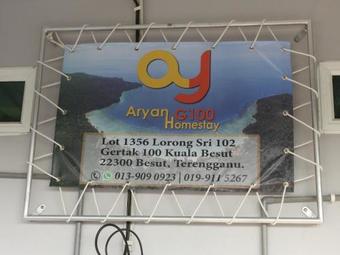 ay
Aryan G100
Homestay
Lot 1356 Lorong Sri 102
Gertak 100 Kuala Besut
22300 Besut, Terengganu.
013-909 0923 | 019-911 5267